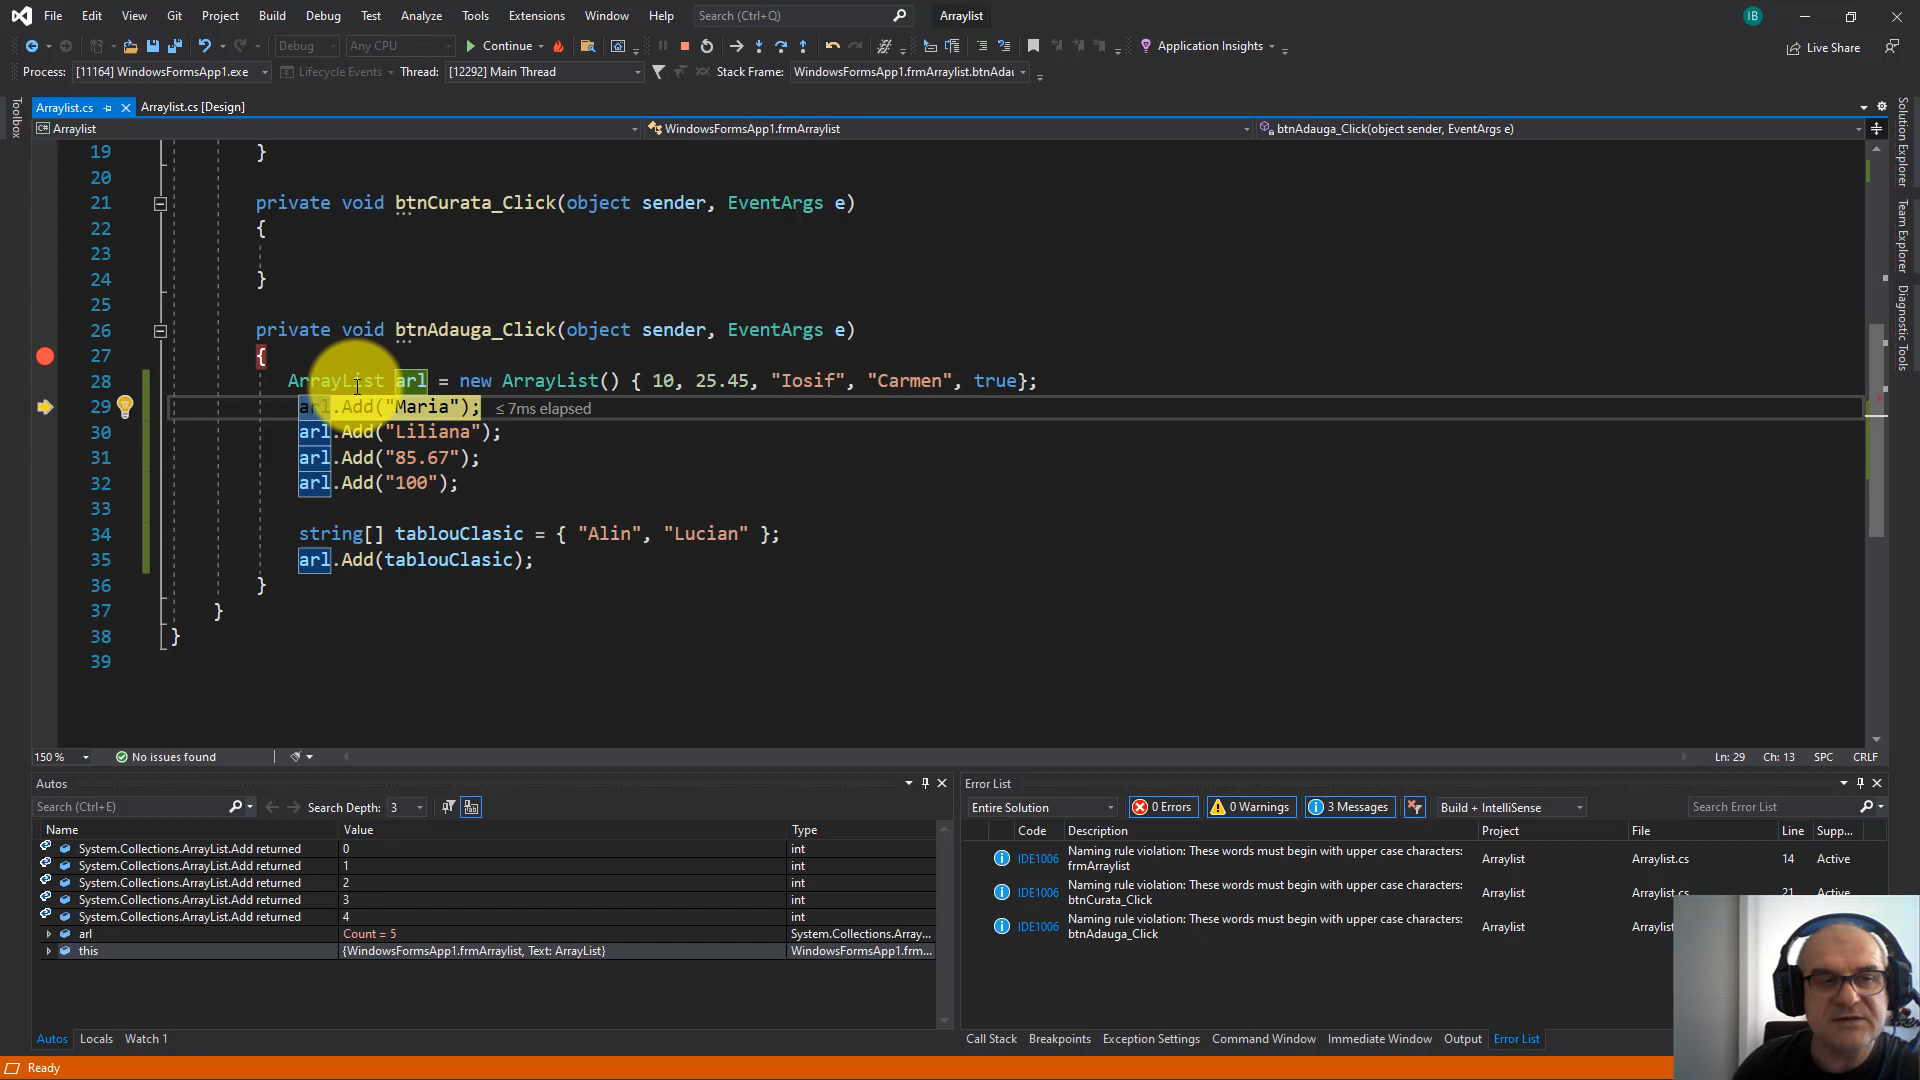 File Edit View Git Project Build Debug Test Analyze Tools Extensions Window Help Search (Ctrl+Q) Arraylist IB
Debug Any CPU Continue Application Insights Live Share
Process: [11164] WindowsFormsApp1.exe Lifecycle Events Thread: [12292] Main Thread Stack Frame: WindowsFormsApp1.frmArraylist.btnAdau
Arraylist.cs Arraylist.cs [Design]
C# Arraylist WindowsFormsApp1.frmArraylist btnAdauga_Click(object sender, EventArgs e)
Toolbox
Solution Explorer
Team Explorer
Diagnostic Tools
19 }
20
21 private void btnCurata_Click(object sender, EventArgs e)
22 {
23
24 }
25
26 private void btnAdauga_Click(object sender, EventArgs e)
27 {
28 ArrayList arl = new ArrayList() { 10, 25.45, "Iosif", "Carmen", true};
29 arl.Add("Maria"); ≤ 7ms elapsed
30 arl.Add("Liliana");
31 arl.Add("85.67");
32 arl.Add("100");
33
34 string[] tablouClasic = { "Alin", "Lucian" };
35 arl.Add(tablouClasic);
36 }
37 }
38 }
39
150 % No issues found Ln: 29 Ch: 13 SPC CRLF
Autos
Search (Ctrl+E) Search Depth: 3
Name Value Type
System.Collections.ArrayList.Add returned 0 int
System.Collections.ArrayList.Add returned 1 int
System.Collections.ArrayList.Add returned 2 int
System.Collections.ArrayList.Add returned 3 int
System.Collections.ArrayList.Add returned 4 int
arl Count = 5 System.Collections.Array...
this {WindowsFormsApp1.frmArraylist, Text: ArrayList} WindowsFormsApp1.frm...
Autos Locals Watch 1
Error List
Entire Solution 0 Errors 0 Warnings 3 Messages Build + IntelliSense Search Error List
Code Description Project File Line Supp...
IDE1006 Naming rule violation: These words must begin with upper case characters: frmArraylist Arraylist Arraylist.cs 14 Active
IDE1006 Naming rule violation: These words must begin with upper case characters: btnCurata_Click Arraylist Arraylist.cs 21 Active
IDE1006 Naming rule violation: These words must begin with upper case characters: btnAdauga_Click Arraylist Arraylist
Call Stack Breakpoints Exception Settings Command Window Immediate Window Output Error List
Ready